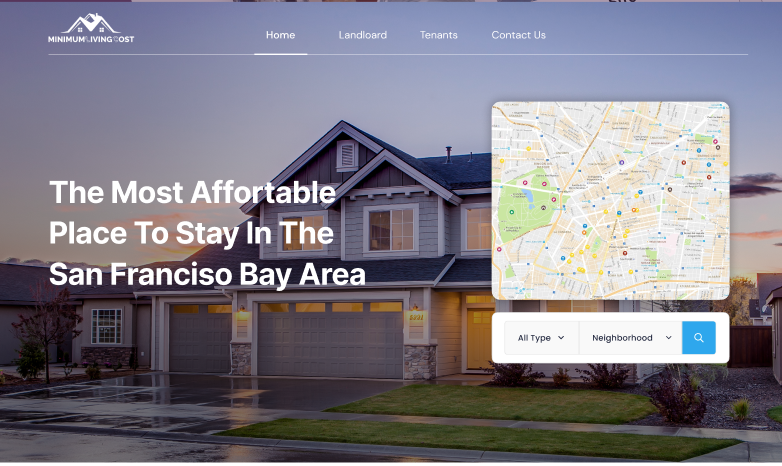 MINIMUMLIVINGCOST
Home
Landloard
Tenants
Contact Us
The Most Affortable
Place To Stay In The
San Franciso Bay Area
All Type
Neighborhood